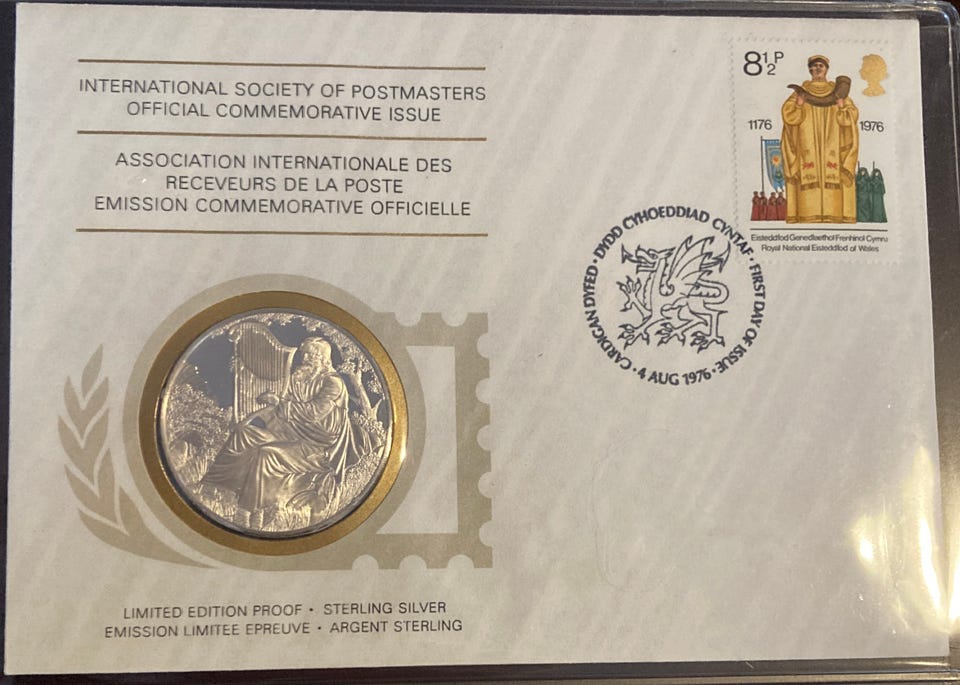 INTERNATIONAL SOCIETY OF POSTMASTERS
OFFICIAL COMMEMORATIVE ISSUE
ASSOCIATION INTERNATIONALE DES
RECEVEURS DE LA POSTE
EMISSION COMMEMORATIVE OFFICIELLE
8½P
1176 1976
Eisteddfod Genedlaethol Frenhinol Cymru
Royal National Eisteddfod of Wales
CARDIGAN DYFED · DYDD CYHOEDDIAD CYNTAF · FIRST DAY OF ISSUE ·
4 AUG 1976 ·
LIMITED EDITION PROOF • STERLING SILVER
EMISSION LIMITEE EPREUVE • ARGENT STERLING